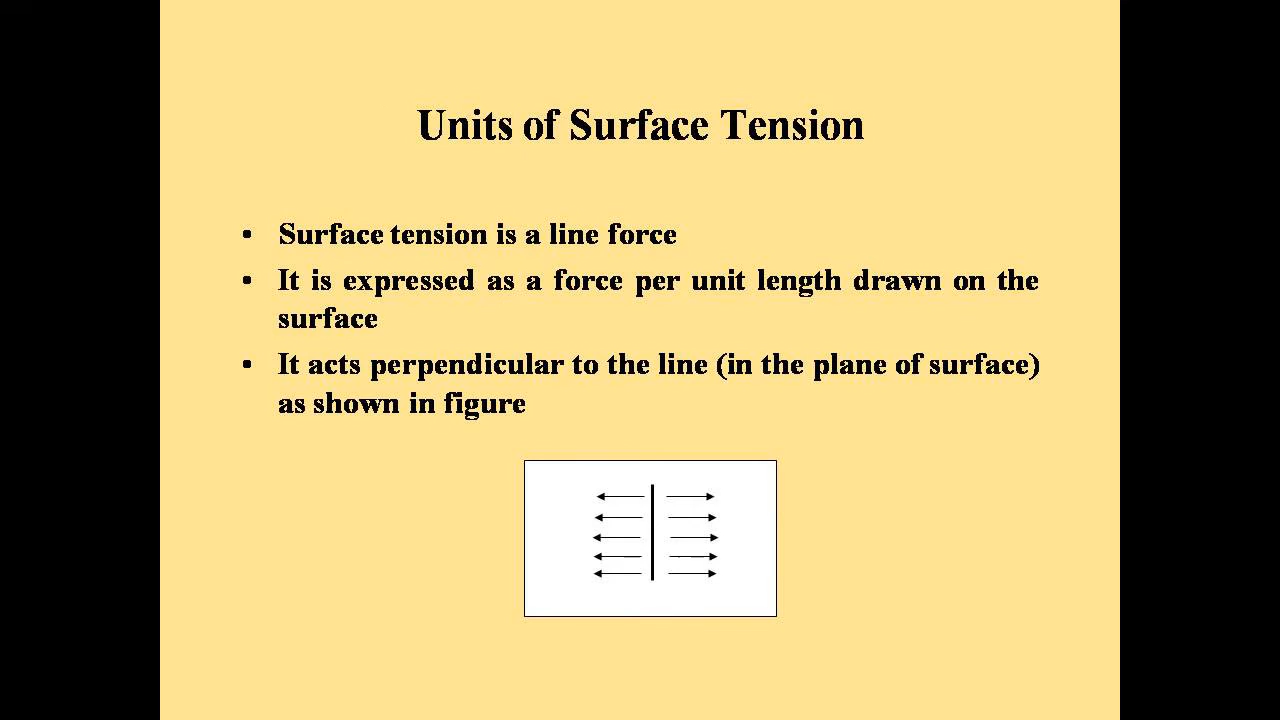 Units of Surface Tension
• Surface tension is a line force
• It is expressed as a force per unit length drawn on the
surface
• It acts perpendicular to the line (in the plane of surface)
as shown in figure